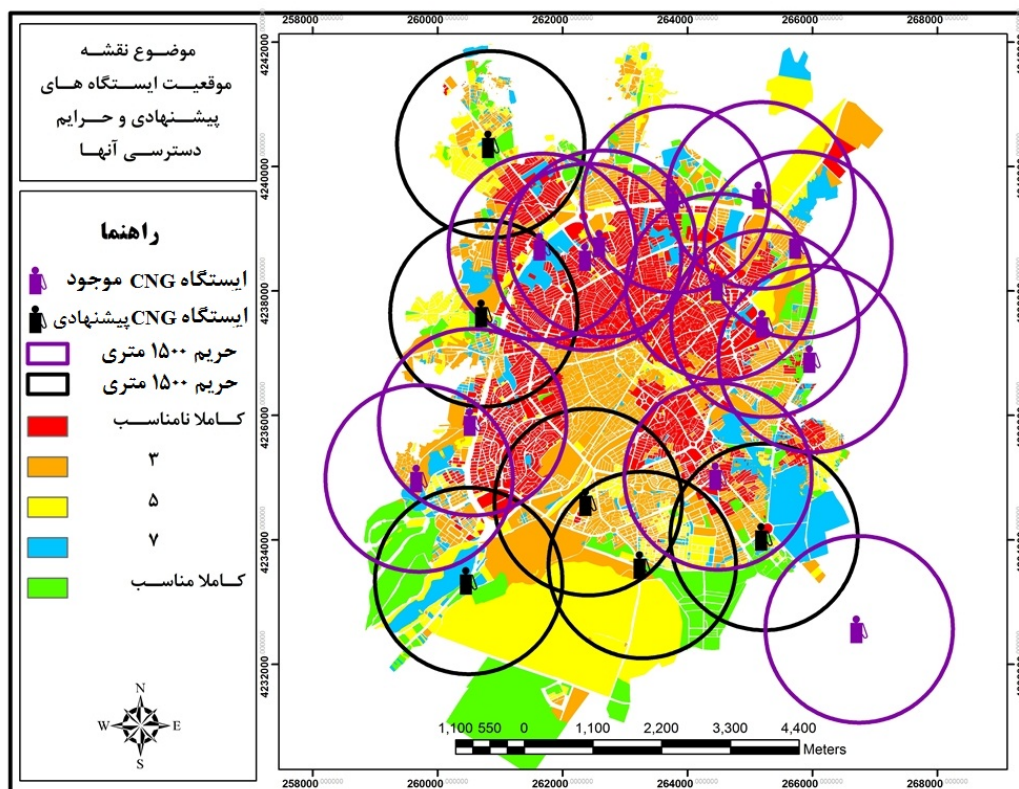 موضوع نقشه
موقعیت ایستگاه های
پیشنهادی و حرایم
دسترسی آنها
راهنما
ایستگاه CNG موجود
ایستگاه CNG پیشنهادی
حریم ۱۵۰۰ متری
حریم ۱۵۰۰ متری
کاملا نامناسب
۳
۵
۷
کاملا مناسب
N
W E
S
258000 260000 262000 264000 266000 268000
4242000
4240000
4238000
4236000
4234000
4232000
1,100 550 0 1,100 2,200 3,300 4,400
Meters
258000 260000 262000 264000 266000 268000